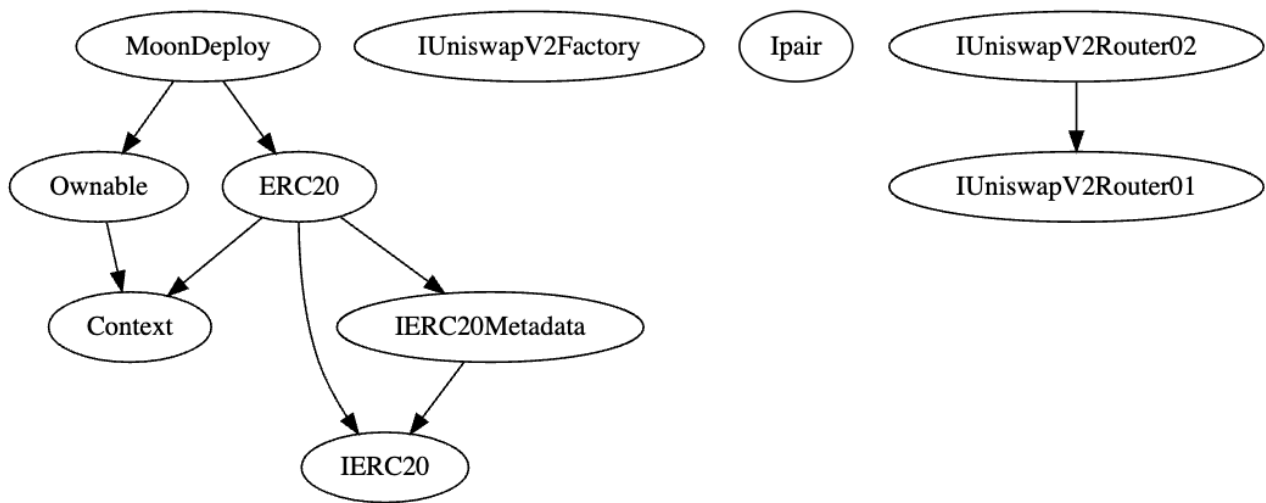 MoonDeploy
IUniswapV2Factory
Ipair
IUniswapV2Router02
Ownable
ERC20
IUniswapV2Router01
Context
IERC20Metadata
IERC20